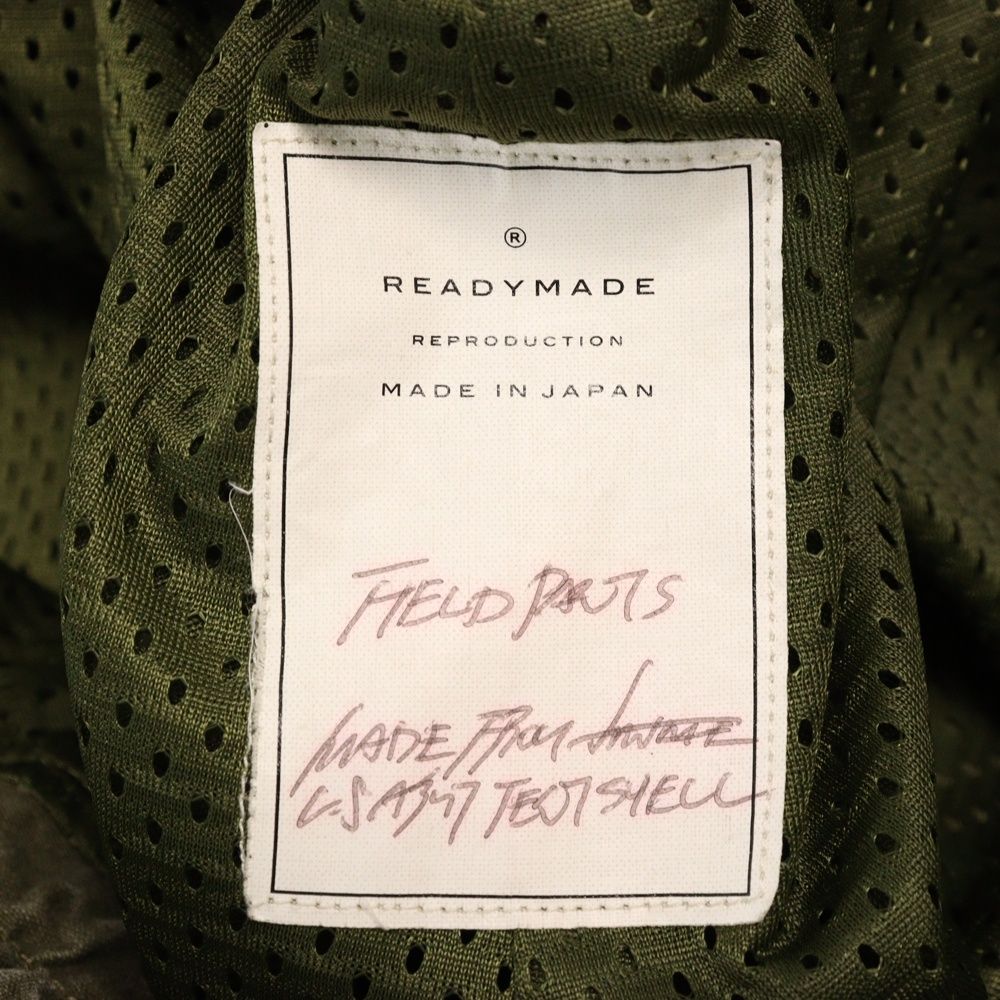 ®
READYMADE
REPRODUCTION
MADE IN JAPAN
FIELD PANTS
MADE FROM
U.S ARMY TENT SHELL